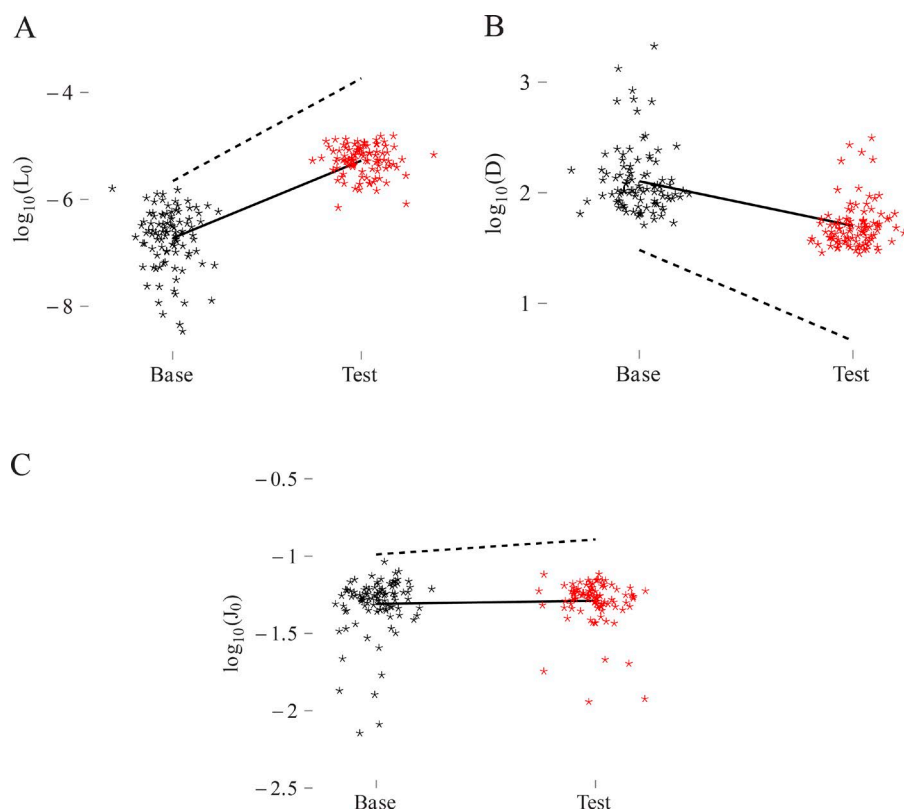 A
B
−4
−6
−8
log₁₀(L₀)
Base
Test
3
2
1
log₁₀(D)
Base
Test
C
−0.5
−1
−1.5
−2
−2.5
log₁₀(J₀)
Base
Test